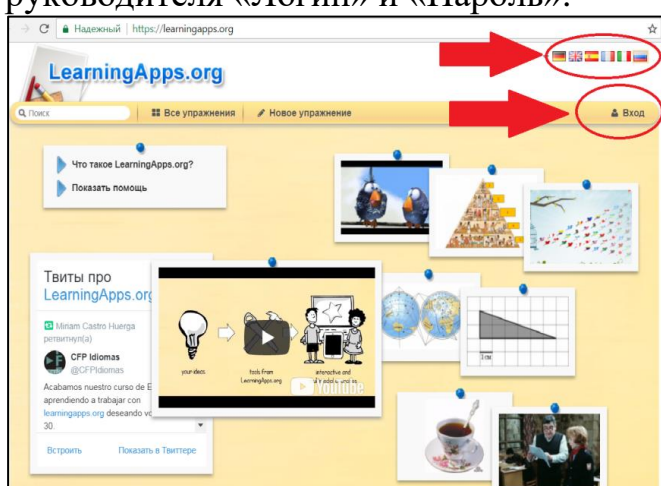 руководителя «Логин» и «Пароль».
Надежный | https://learningapps.org
LearningApps.org
Поиск
Все упражнения
Новое упражнение
Вход
Что такое LearningApps.org?
Показать помощь
Твиты про
LearningApps.org
Miriam Castro Huerga
ретвитнул(а)
CFP Idiomas
@CFPIdiomas
Acabamos nuestro curso de E
aprendiendo a trabajar con
learningapps.org deseando vo
30.
Встроить
Показать в Твиттере
your ideas
tools from
LearningApps.org
interactive and
YouTube